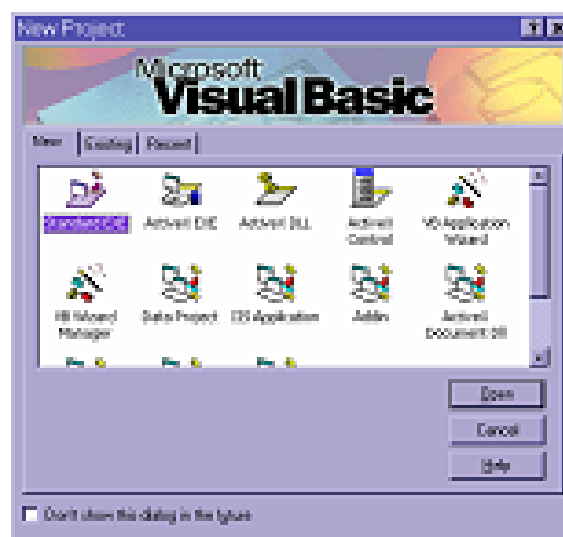 New Project
Microsoft
Visual Basic
New Existing Recent
Standard EXE ActiveX EXE ActiveX DLL ActiveX Control VB Application Wizard
VB Wizard Manager Data Project IIS Application Addin ActiveX Document Dll
Open
Cancel
Help
Don't show this dialog in the future